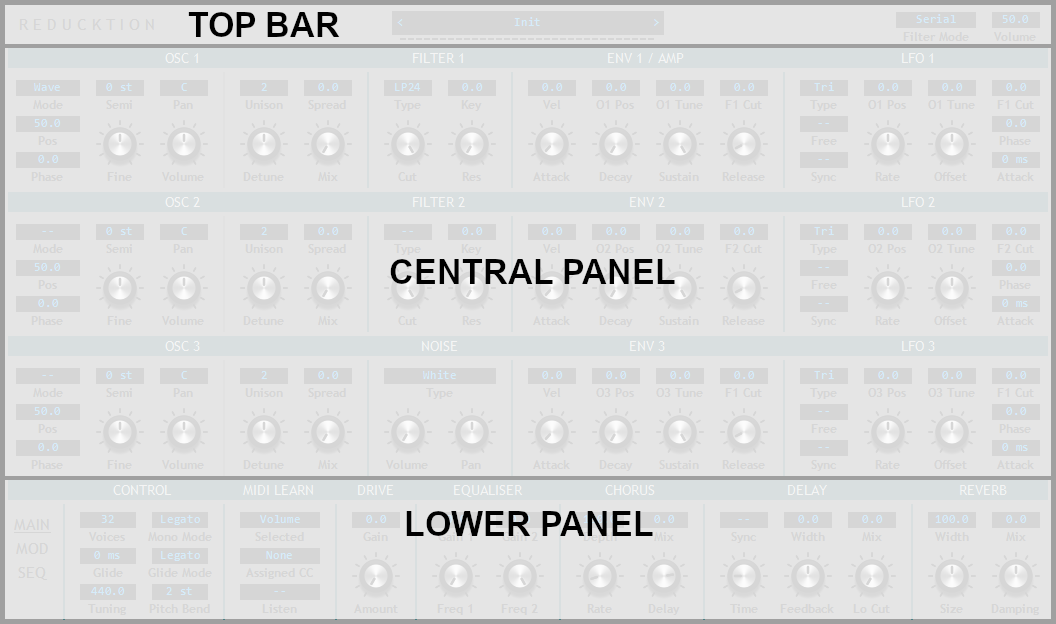 REDUCKTION TOP BAR < Init > Serial 50.0
Filter Mode Volume
OSC 1 FILTER 1 ENV 1 / AMP LFO 1
Wave 0 st C 2 0.0 LP24 0.0 0.0 0.0 0.0 0.0 Tri 0.0 0.0 0.0
Mode Semi Pan Unison Spread Type Key Vel O1 Pos O1 Tune F1 Cut Type O1 Pos O1 Tune F1 Cut
50.0 -- 0.0
Pos Free Phase
0.0 -- 0 ms
Phase Fine Volume Detune Mix Cut Res Attack Decay Sustain Release Sync Rate Offset Attack
OSC 2 FILTER 2 ENV 2 LFO 2
-- 0 st C 2 0.0 -- 0.0 0.0 0.0 0.0 0.0 Tri 0.0 0.0 0.0
Mode Semi Pan Unison Spread Type Key Vel O2 Pos O2 Tune F2 Cut Type O2 Pos O2 Tune F2 Cut
50.0 CENTRAL PANEL -- 0.0
Pos Free Phase
0.0 -- 0 ms
Phase Fine Volume Detune Mix Cut Res Attack Decay Sustain Release Sync Rate Offset Attack
OSC 3 NOISE ENV 3 LFO 3
-- 0 st C 2 0.0 White 0.0 0.0 0.0 0.0 Tri 0.0 0.0 0.0
Mode Semi Pan Unison Spread Type Vel O3 Pos O3 Tune F1 Cut Type O3 Pos O3 Tune F1 Cut
50.0 -- 0.0
Pos Free Phase
0.0 -- 0 ms
Phase Fine Volume Detune Mix Volume Pan Attack Decay Sustain Release Sync Rate Offset Attack
CONTROL MIDI LEARN DRIVE EQUALISER CHORUS DELAY REVERB
MAIN 32 Legato Volume 0.0 LOWER PANEL 0.0 -- 0.0 0.0 100.0 0.0
Voices Mono Mode Selected Gain Gain 1 Gain 2 Depth Mix Sync Width Mix Width Mix
MOD 0 ms Legato None
SEQ Glide Glide Mode Assigned CC
440.0 2 st --
Tuning Pitch Bend Listen Amount Freq 1 Freq 2 Rate Delay Time Feedback Lo Cut Size Damping